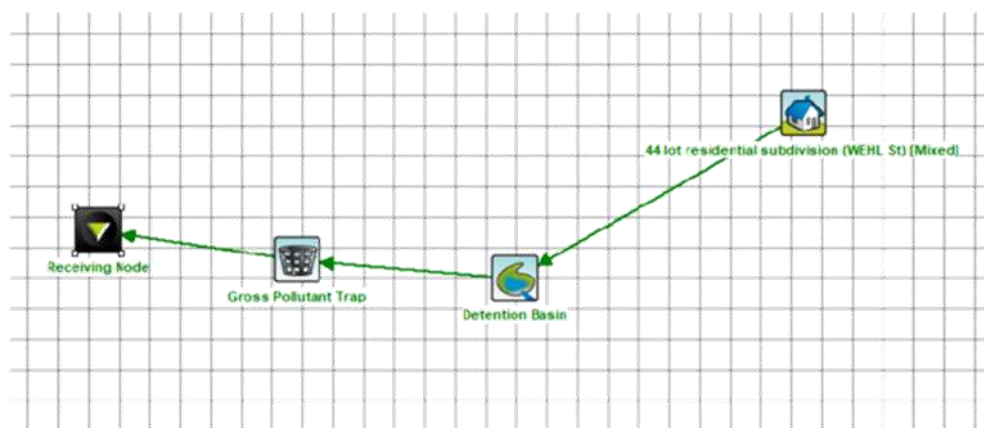 44 lot residential subdivision (WEHL St) [Mixed]
Receiving Node
Gross Pollutant Trap
Detention Basin